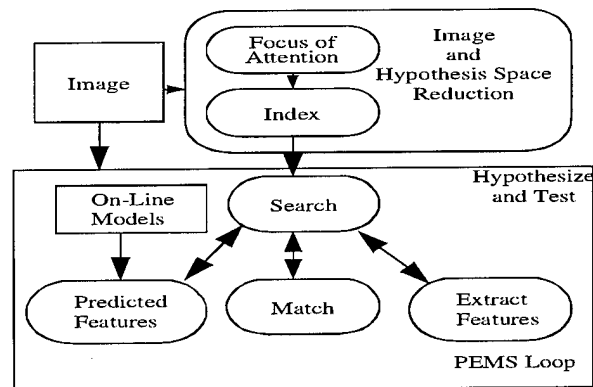 Focus of
Attention
Image
and
Hypothesis Space
Reduction
Image
Index
Hypothesize
and Test
On-Line
Models
Search
Predicted
Features
Match
Extract
Features
PEMS Loop